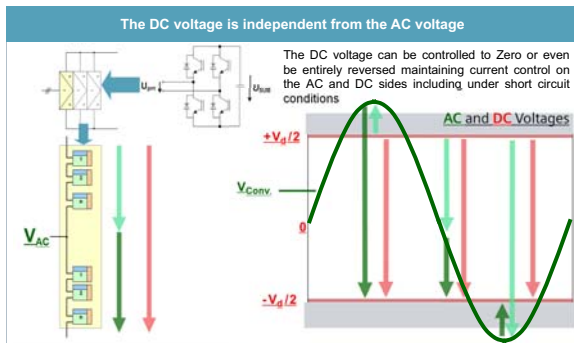 The DC voltage is independent from the AC voltage
The DC voltage can be controlled to Zero or even
be entirely reversed maintaining current control on
the AC and DC sides including under short circuit
conditions
USUB
AC and DC Voltages
+Vd/2
VConv.
VAC
0
-Vd/2